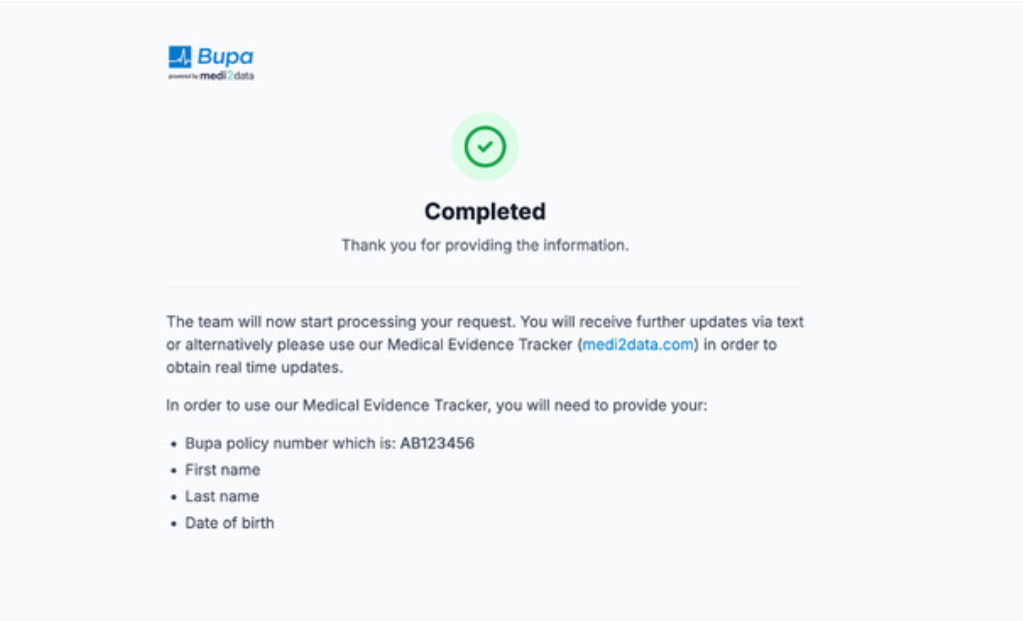 Bupa
powered by medi2data
Completed
Thank you for providing the information.
The team will now start processing your request. You will receive further updates via text
or alternatively please use our Medical Evidence Tracker (medi2data.com) in order to
obtain real time updates.
In order to use our Medical Evidence Tracker, you will need to provide your:
• Bupa policy number which is: AB123456
• First name
• Last name
• Date of birth